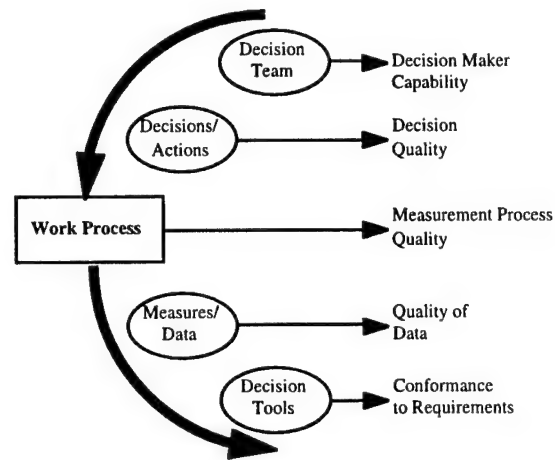 Decision
Team
Decision Maker
Capability
Decisions/
Actions
Decision
Quality
Work Process
Measurement Process
Quality
Measures/
Data
Quality of
Data
Decision
Tools
Conformance
to Requirements